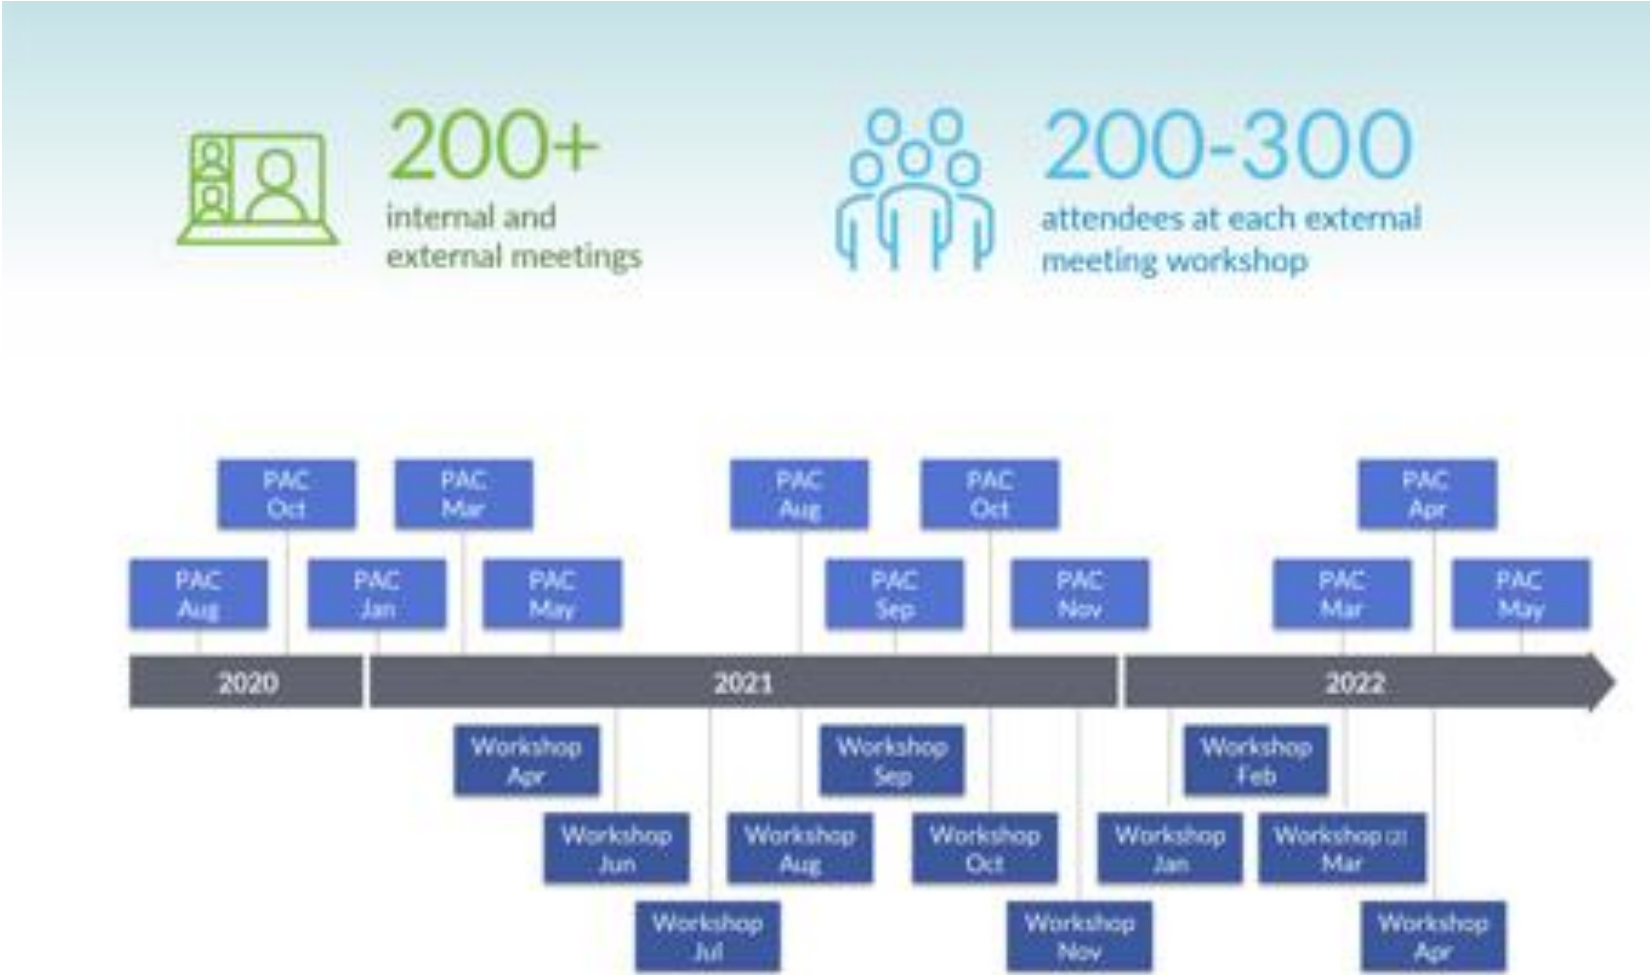 200+
internal and
external meetings
200-300
attendees at each external
meeting workshop
PAC
Oct
PAC
Mar
PAC
Aug
PAC
Oct
PAC
Apr
PAC
Aug
PAC
Jan
PAC
May
PAC
Sep
PAC
Nov
PAC
Mar
PAC
May
2020
2021
2022
Workshop
Apr
Workshop
Sep
Workshop
Feb
Workshop
Jun
Workshop
Aug
Workshop
Oct
Workshop
Jan
Workshop (2)
Mar
Workshop
Jul
Workshop
Nov
Workshop
Apr